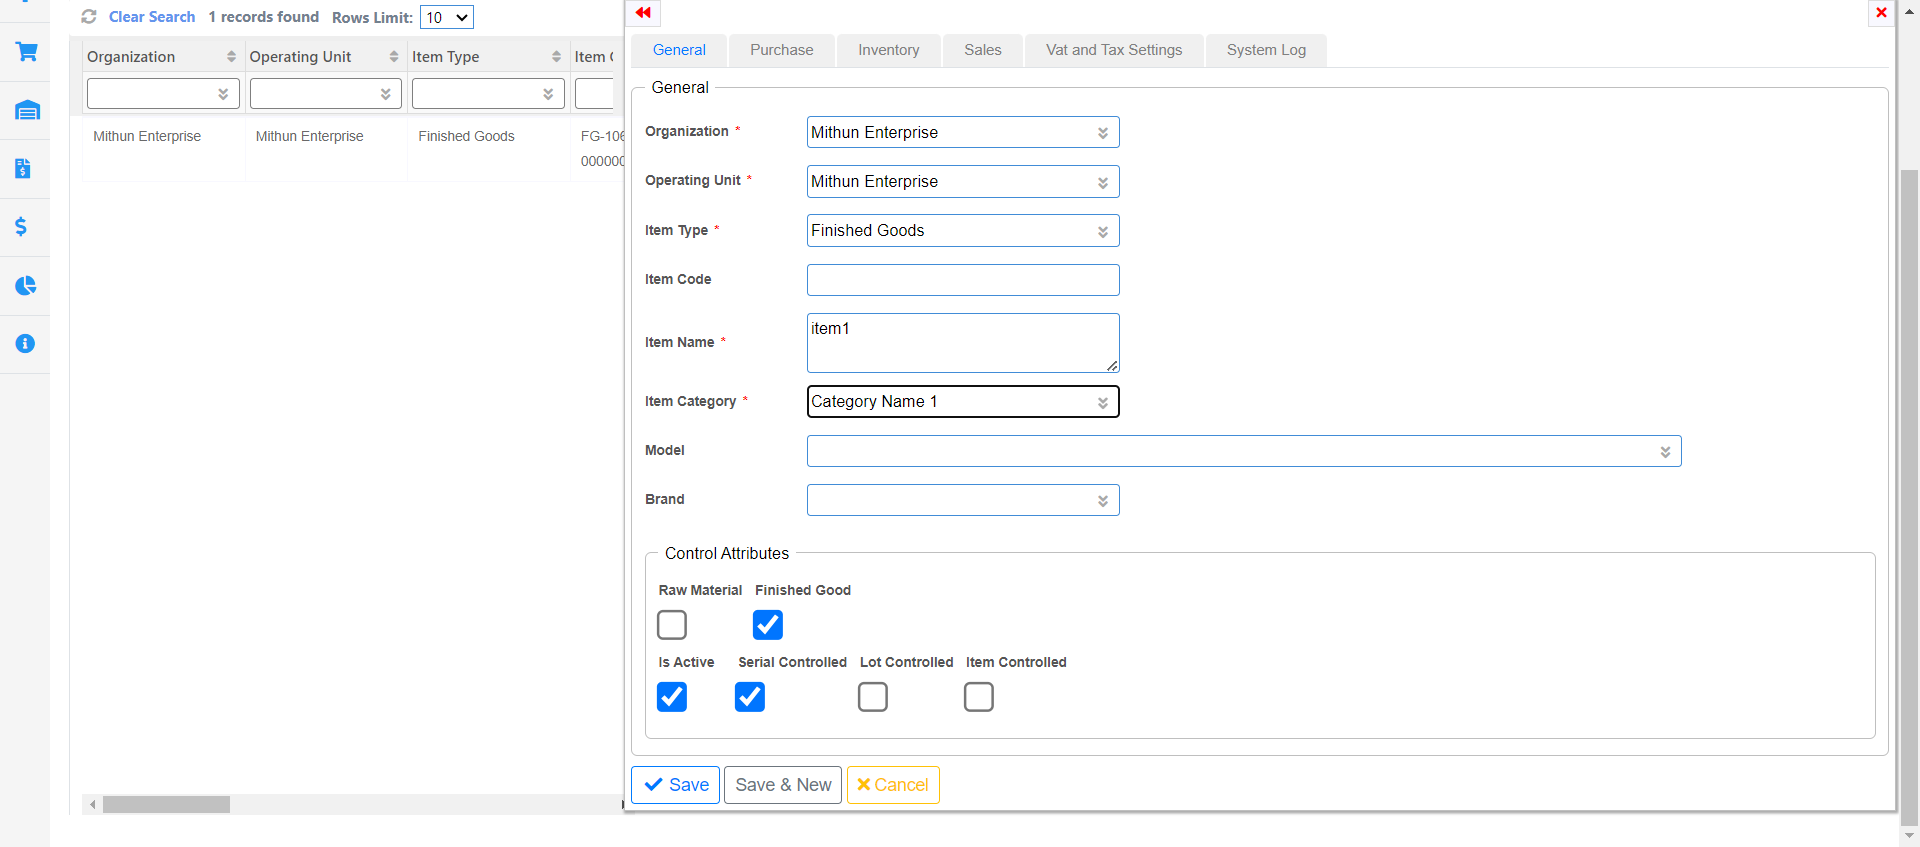 Clear Search 1 records found Rows Limit: 10
Organization Operating Unit Item Type Item C
Mithun Enterprise Mithun Enterprise Finished Goods FG-106
000000
General Purchase Inventory Sales Vat and Tax Settings System Log
General
Organization * Mithun Enterprise
Operating Unit * Mithun Enterprise
Item Type * Finished Goods
Item Code
Item Name * item1
Item Category * Category Name 1
Model
Brand
Control Attributes
Raw Material Finished Good
Is Active Serial Controlled Lot Controlled Item Controlled
Save Save & New Cancel